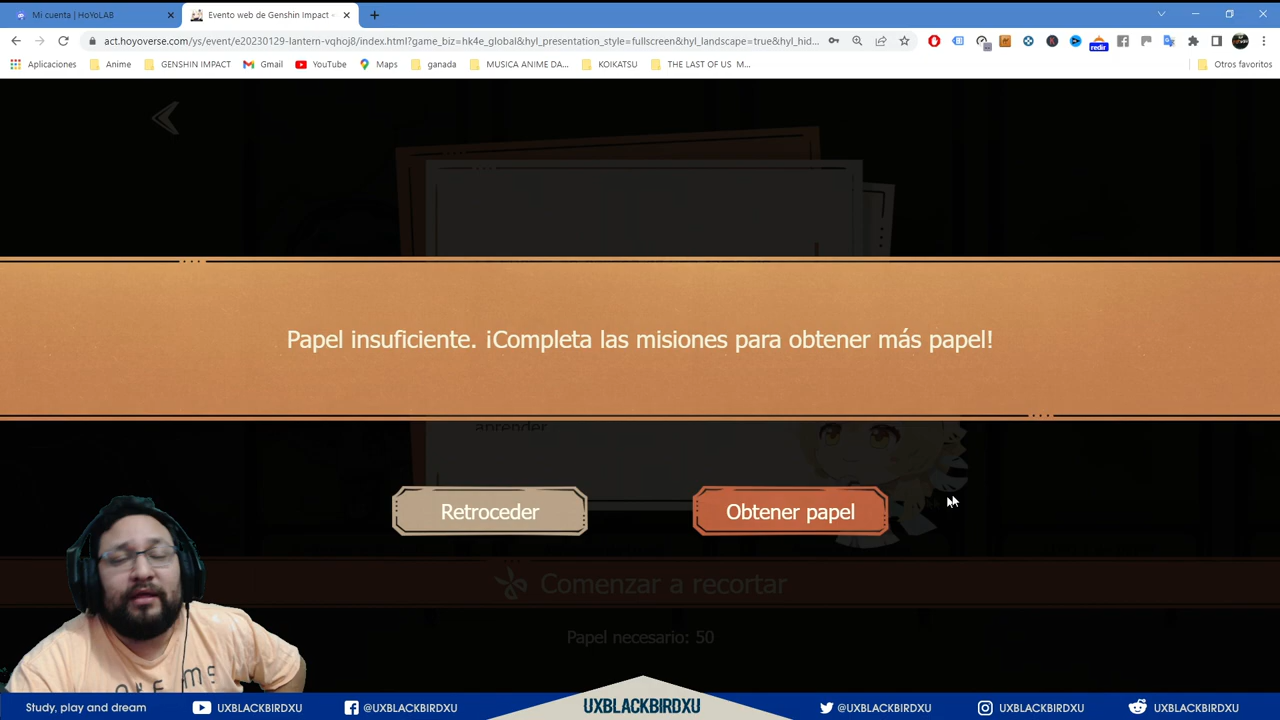 Mi cuenta | HoYoLAB
Evento web de Genshin Impact -
act.hoyoverse.com/ys/event/e20230129-lantern-vqhoj8/index.html?game_biz=hk4e_global&hyl_presentation_style=fullscreen&hyl_landscape=true&hyl_hid...
redir
Aplicaciones Anime GENSHIN IMPACT Gmail YouTube Maps ganada MUSICA ANIME DA... KOIKATSU THE LAST OF US M... Otros favoritos
Papel insuficiente. ¡Completa las misiones para obtener más papel!
aprender
Retroceder
Obtener papel
Comenzar a recortar
Papel necesario: 50
Study, play and dream
UXBLACKBIRDXU
@UXBLACKBIRDXU
UXBLACKBIRDXU
@UXBLACKBIRDXU
UXBLACKBIRDXU
UXBLACKBIRDXU